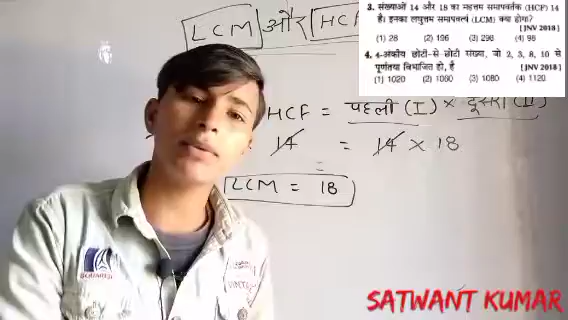 LCM और HCF
3. संख्याओं 14 और 18 का महत्तम समापवर्तक (HCF) 14
है। इनका लघुत्तम समापवर्त्य (LCM) क्या होगा?
[JNV 2018]
(1) 28 (2) 196 (3) 298 (4) 98
4. 4-अंकीय छोटी-से-छोटी संख्या, जो 2, 3, 8, 10 से
पूर्णतया विभाजित हो, है [JNV 2018]
(1) 1020 (2) 1060 (3) 1080 (4) 1120
HCF = पहली (I) × दूसरी (II)
14 = 14 × 18
=
LCM = 18
SATWANT KUMAR